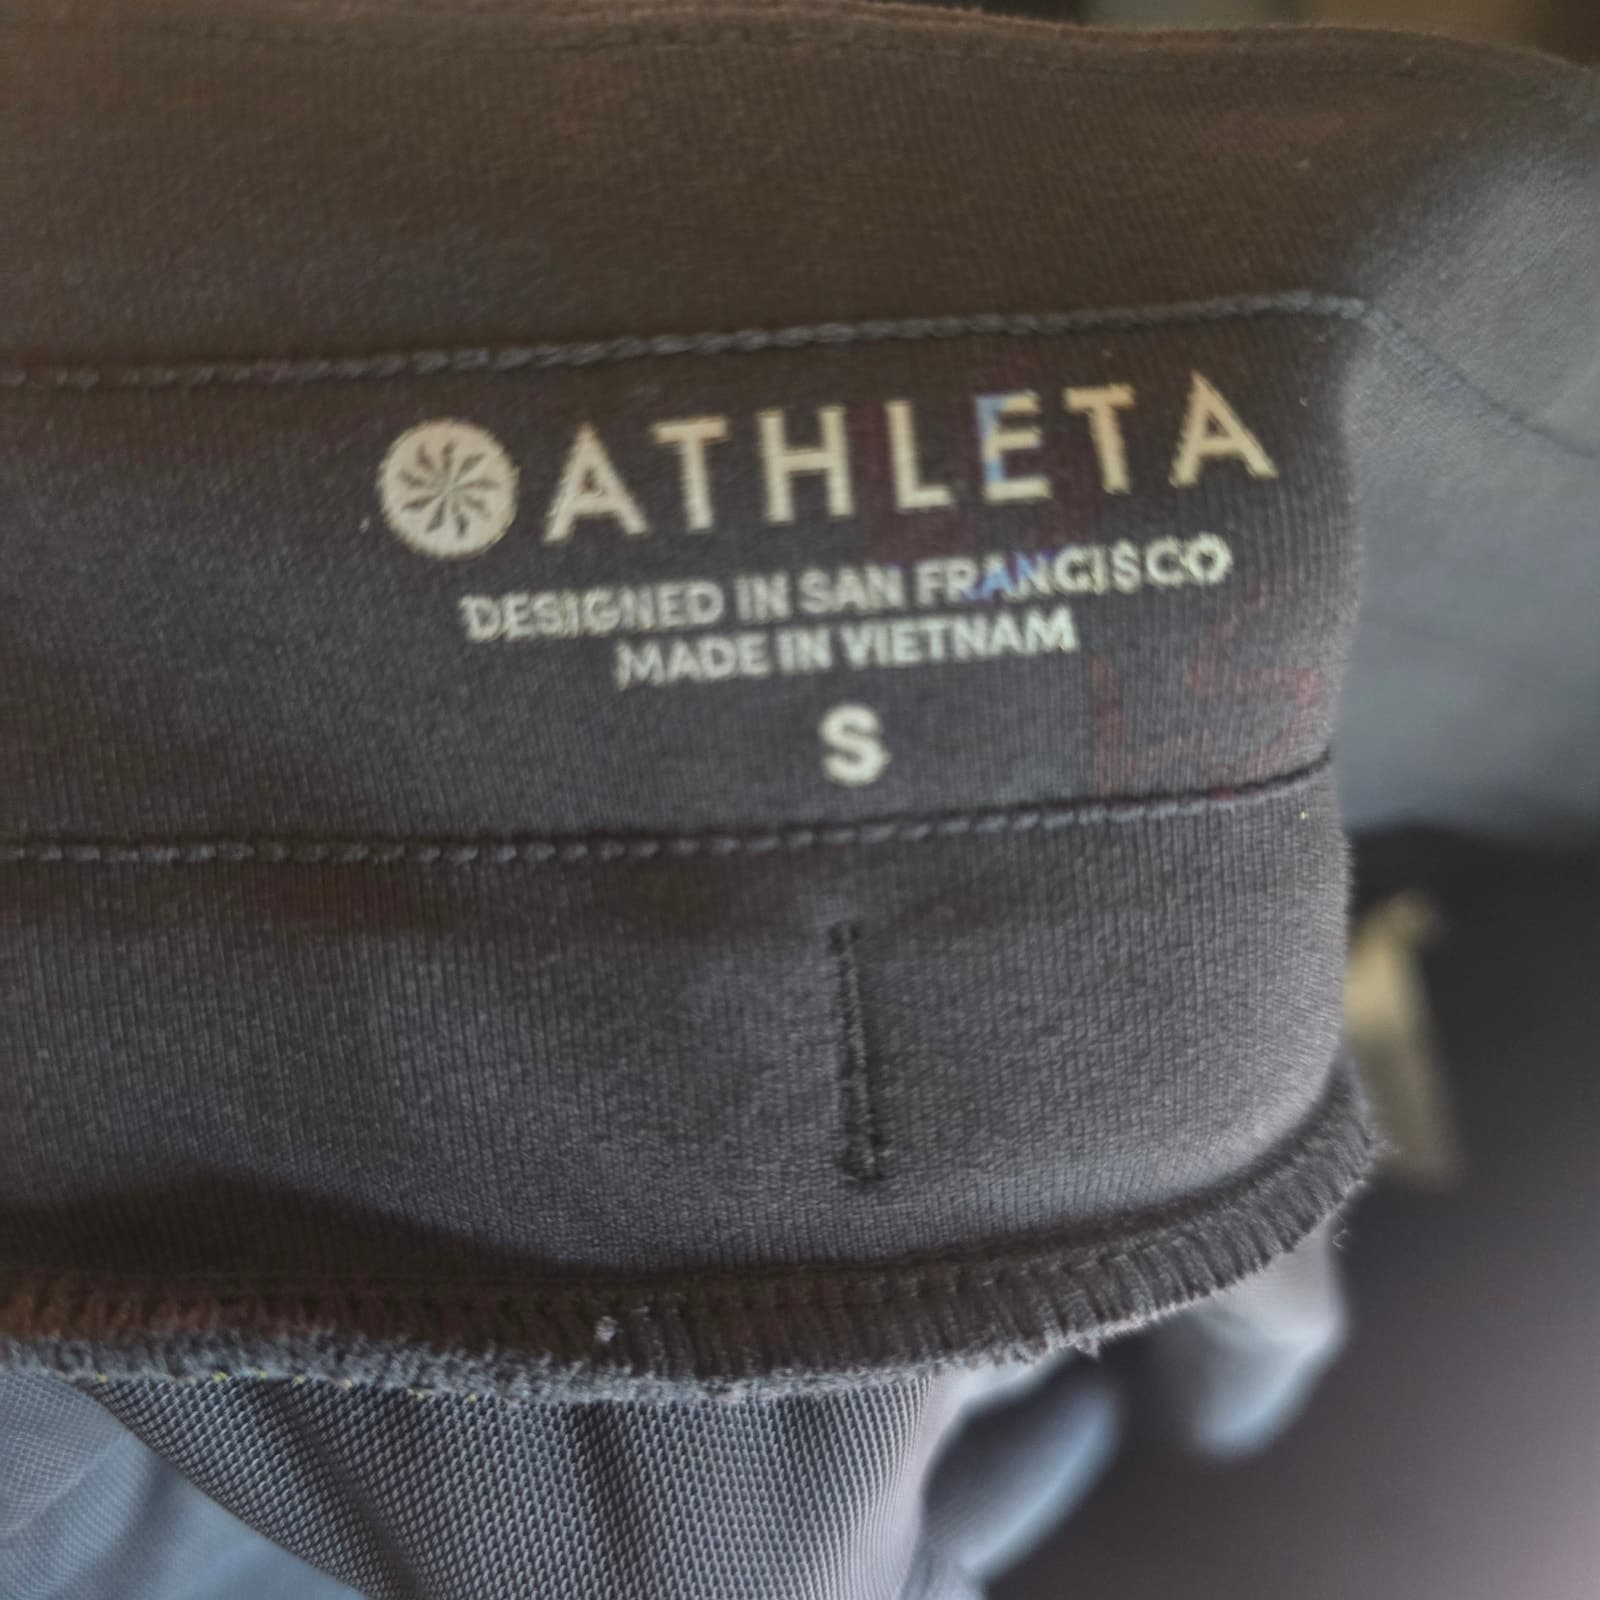 ATHLETA
DESIGNED IN SAN FRANCISCO
MADE IN VIETNAM
S